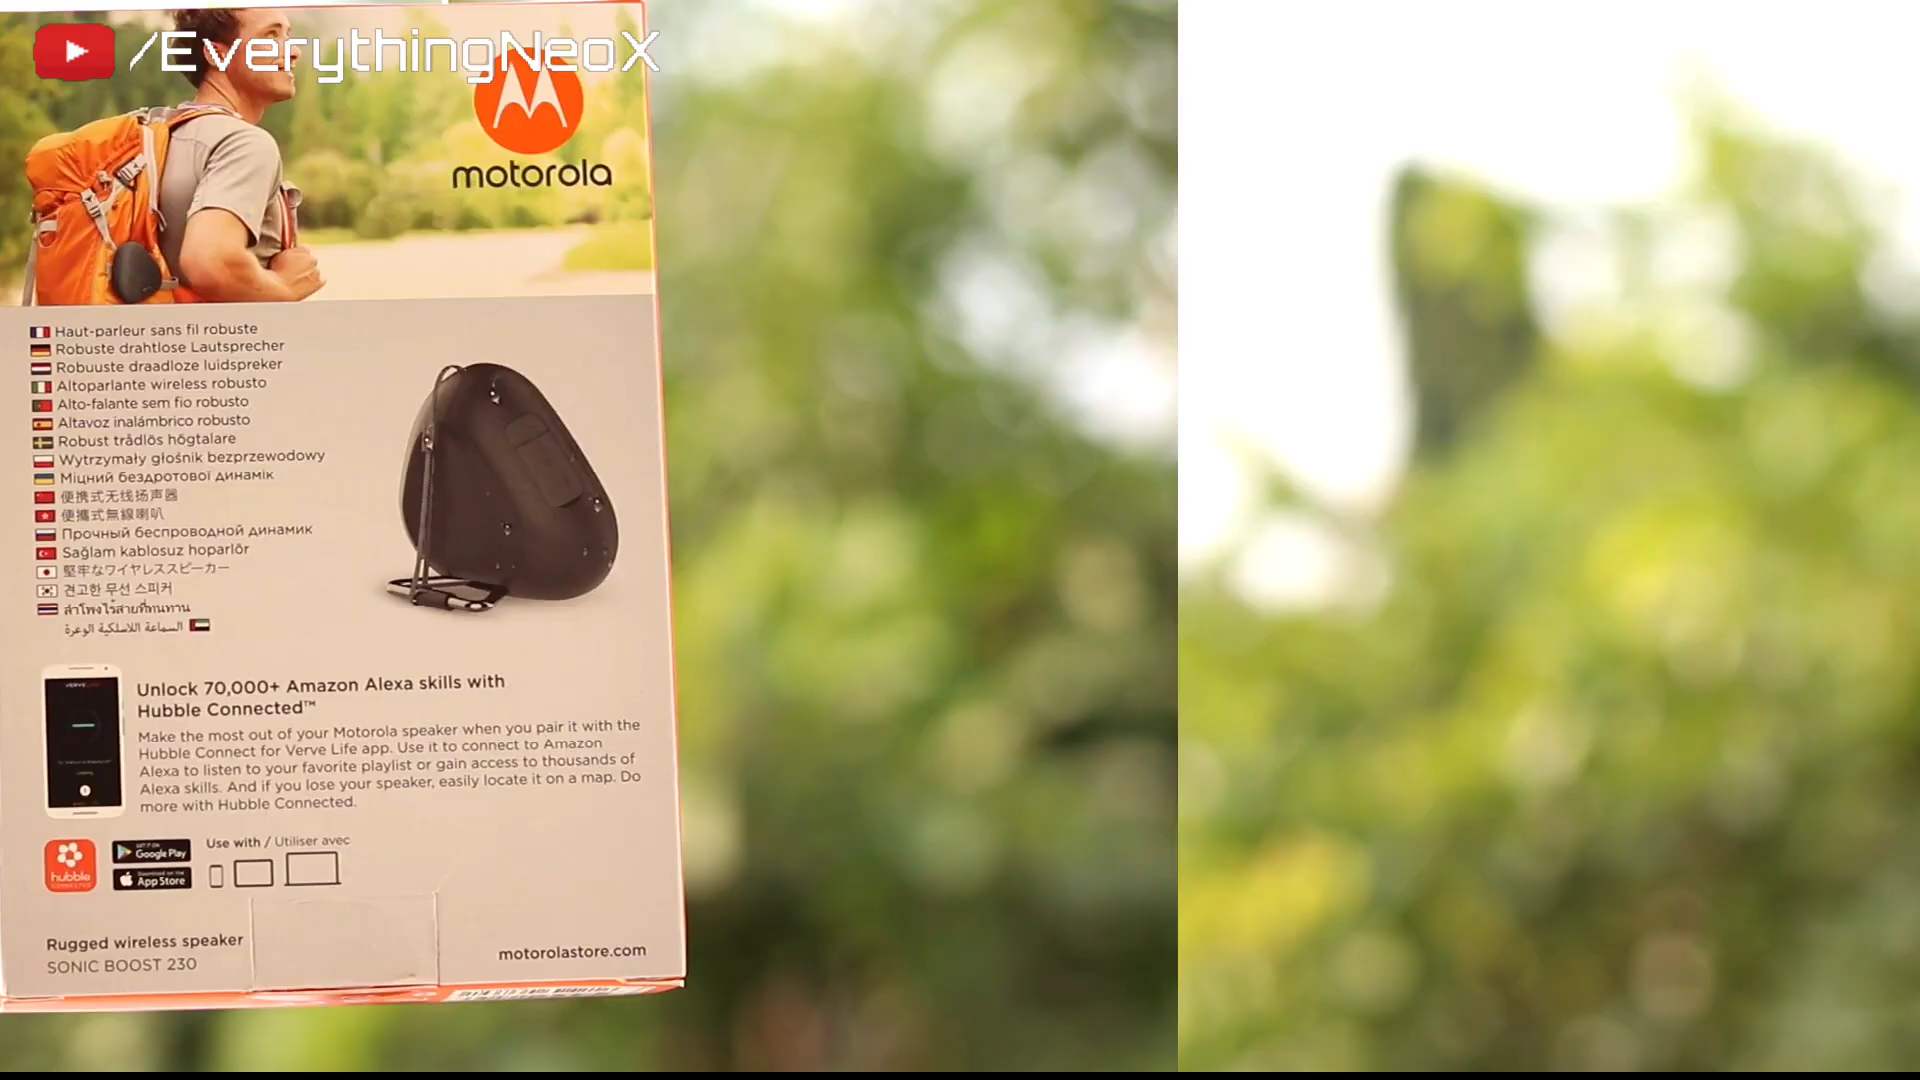 /EverythingNeoX
motorola
Haut-parleur sans fil robuste
Robuste drahtlose Lautsprecher
Robuuste draadloze luidspreker
Altoparlante wireless robusto
Alto-falante sem fio robusto
Altavoz inalámbrico robusto
Robust trådlös högtalare
Wytrzymały głośnik bezprzewodowy
Міцний бездротової динамік
便携式无线扬声器
便攜式無線喇叭
Прочный беспроводной динамик
Sağlam kablosuz hoparlör
堅牢なワイヤレススピーカー
견고한 무선 스피커
ลำโพงไร้สายที่ทนทาน
السماعة اللاسلكية الوعرة
Unlock 70,000+ Amazon Alexa skills with
Hubble Connected™
Make the most out of your Motorola speaker when you pair it with the
Hubble Connect for Verve Life app. Use it to connect to Amazon
Alexa to listen to your favorite playlist or gain access to thousands of
Alexa skills. And if you lose your speaker, easily locate it on a map. Do
more with Hubble Connected.
hubble
CONNECTED
GET IT ON
Google Play
Download on the
App Store
Use with / Utiliser avec
Rugged wireless speaker
SONIC BOOST 230
motorolastore.com